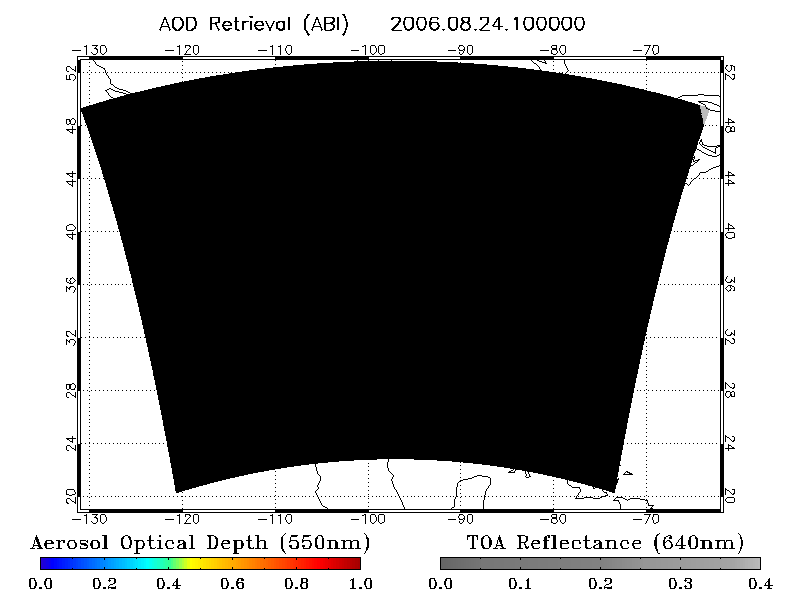 AOD Retrieval (ABI) 2006.08.24.100000
-130 -120 -110 -100 -90 -80 -70
52 52
48 48
44 44
40 40
36 36
32 32
28 28
24 24
20 20
-130 -120 -110 -100 -90 -80 -70
Aerosol Optical Depth (550nm) TOA Reflectance (640nm)
0.0 0.2 0.4 0.6 0.8 1.0 0.0 0.1 0.2 0.3 0.4